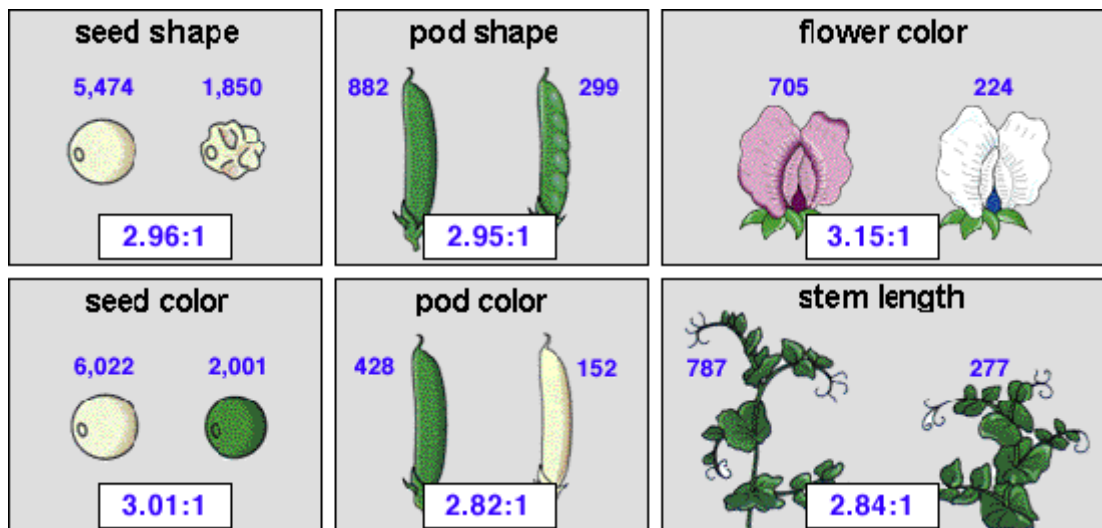 seed shape
5,474 1,850
2.96:1
pod shape
882 299
2.95:1
flower color
705 224
3.15:1
seed color
6,022 2,001
3.01:1
pod color
428 152
2.82:1
stem length
787 277
2.84:1